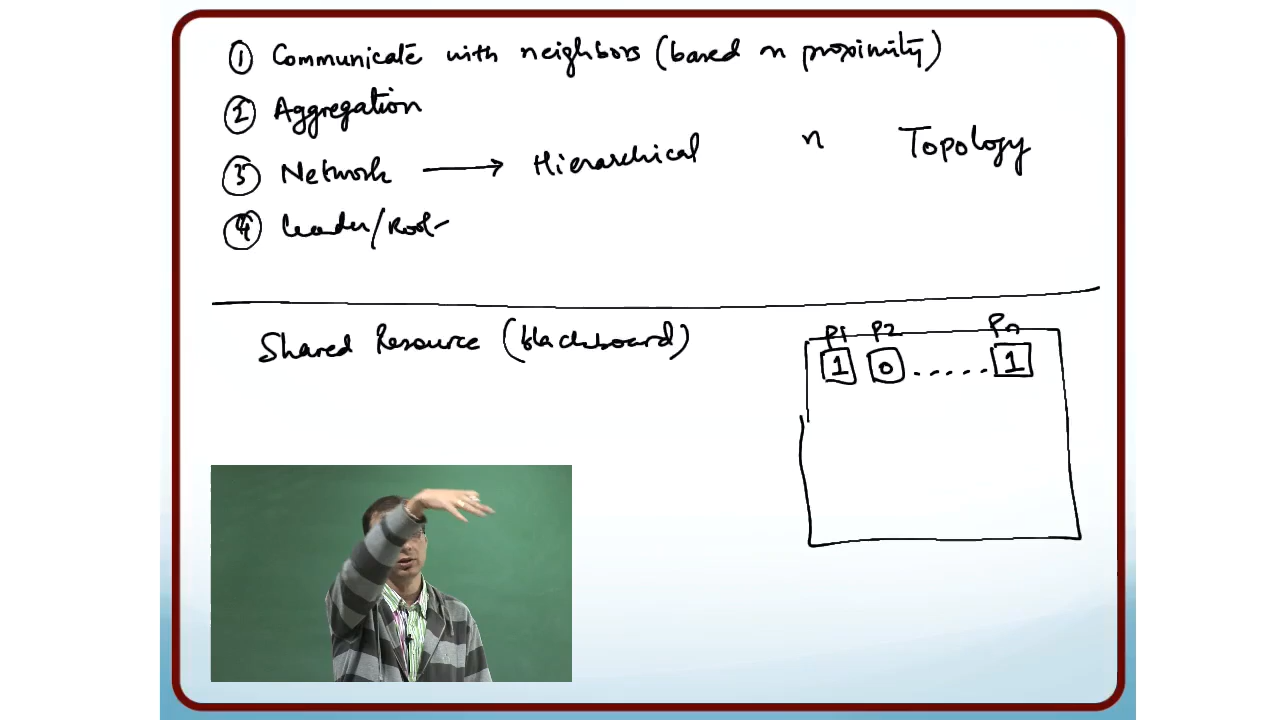 ① Communicate with neighbors (based on proximity)
② Aggregation
③ Network → Hierarchical n Topology
④ Leader/Root
Shared Resource (blackboard)
P1 P2 Pn
1 0 ..... 1